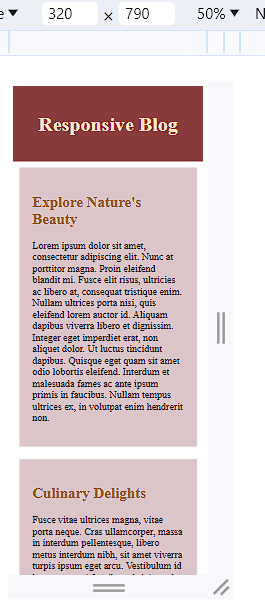 e ▼ 320 × 790 50% ▼ N
Responsive Blog
Explore Nature's
Beauty
Lorem ipsum dolor sit amet,
consectetur adipiscing elit. Nunc at
porttitor magna. Proin eleifend
blandit mi. Fusce elit risus, ultricies
ac libero at, consequat tristique enim.
Nullam ultrices porta nisi, quis
eleifend lorem auctor id. Aliquam
dapibus viverra libero et dignissim.
Integer eget imperdiet erat, non
aliquet dolor. Ut luctus tincidunt
dapibus. Quisque eget quam sit amet
odio lobortis eleifend. Interdum et
malesuada fames ac ante ipsum
primis in faucibus. Nullam tempus
ultrices ex, in volutpat enim hendrerit
non.
Culinary Delights
Fusce vitae ultrices magna, vitae
porta neque. Cras ullamcorper, massa
in interdum pellentesque, libero
metus interdum nibh, sit amet viverra
turpis ipsum eget arcu. Vestibulum id